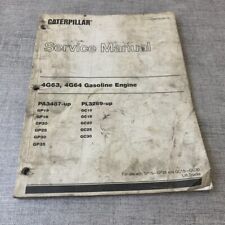 CATERPILLAR
Service Manual
4G63, 4G64 Gasoline Engine
PA3487-up PL3269-up
GP15 GC15
GP18 GC18
GP20 GC20
GP25 GC25
GP30 GC30
GP35